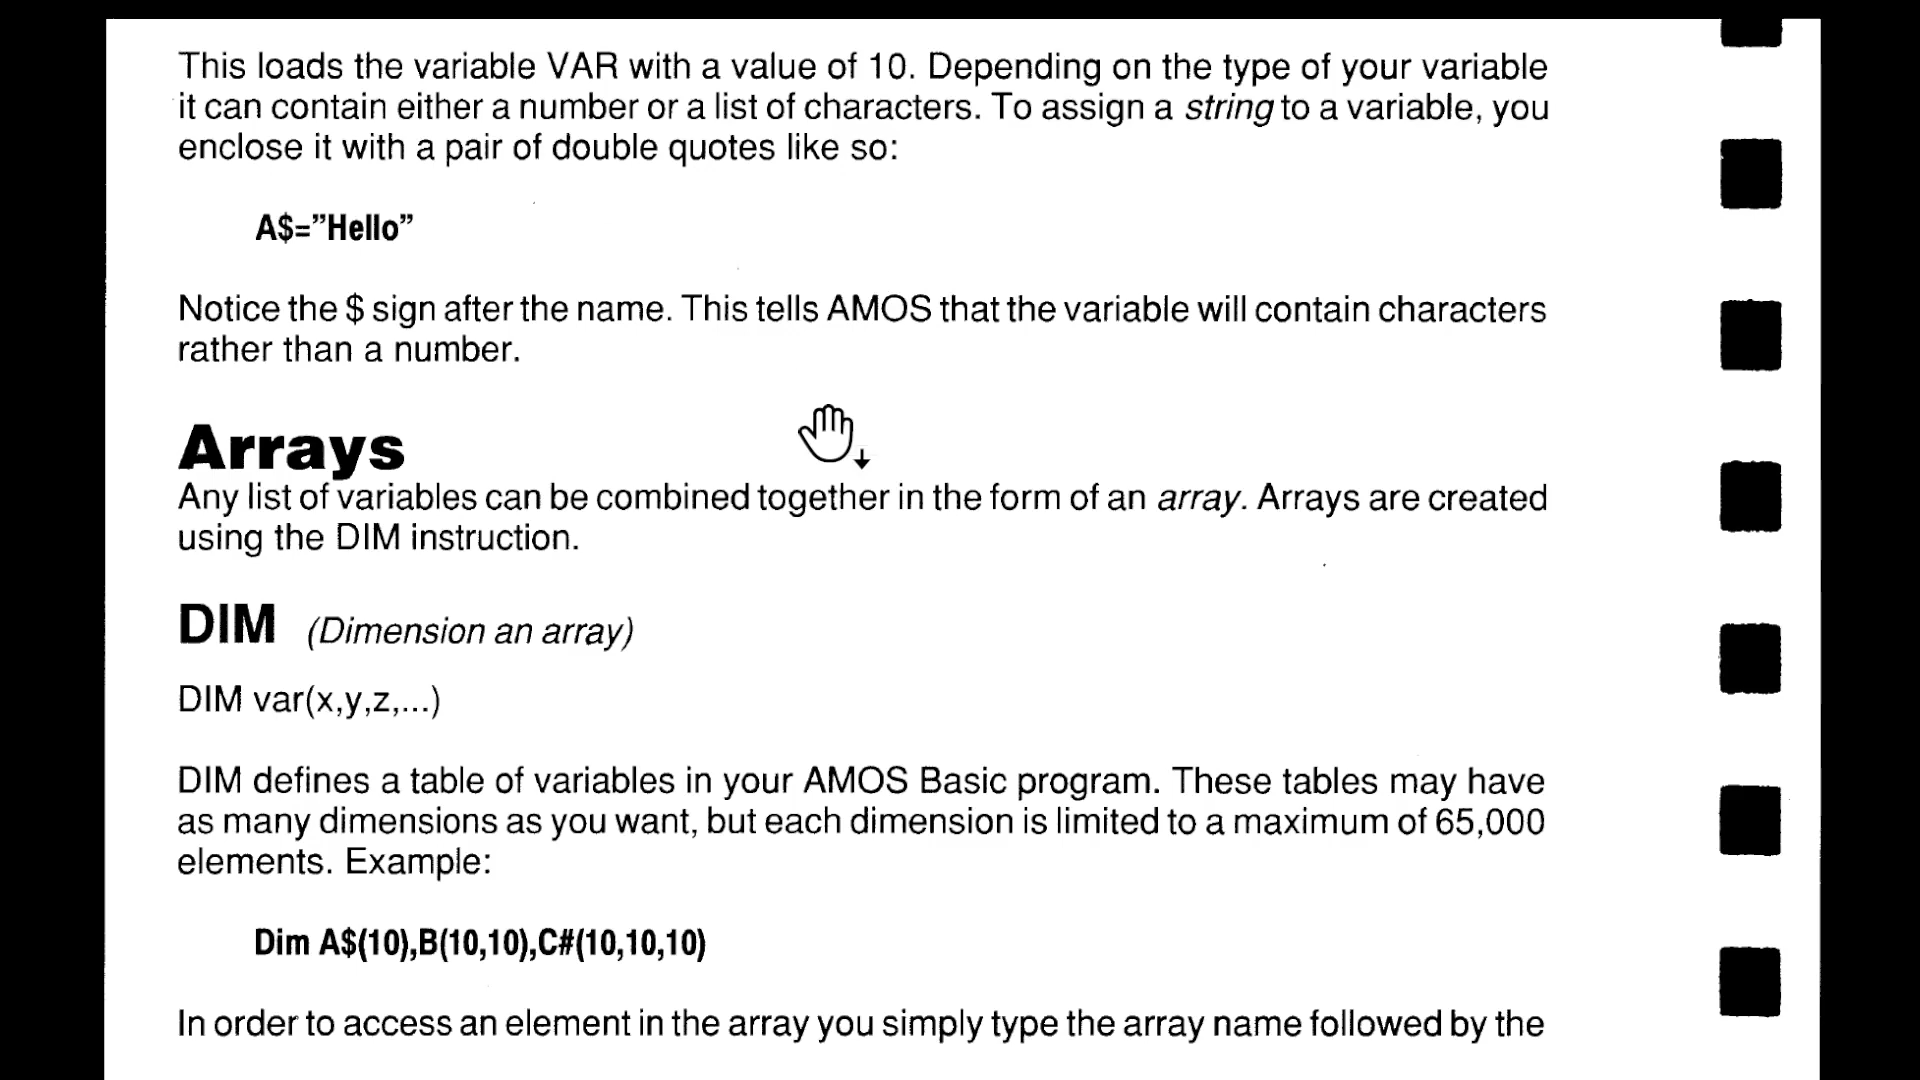 This loads the variable VAR with a value of 10. Depending on the type of your variable
it can contain either a number or a list of characters. To assign a string to a variable, you
enclose it with a pair of double quotes like so:
A$=”Hello”
Notice the $ sign after the name. This tells AMOS that the variable will contain characters
rather than a number.
Arrays
Any list of variables can be combined together in the form of an array. Arrays are created
using the DIM instruction.
DIM (Dimension an array)
DIM var(x,y,z,...)
DIM defines a table of variables in your AMOS Basic program. These tables may have
as many dimensions as you want, but each dimension is limited to a maximum of 65,000
elements. Example:
Dim A$(10),B(10,10),C#(10,10,10)
In order to access an element in the array you simply type the array name followed by the